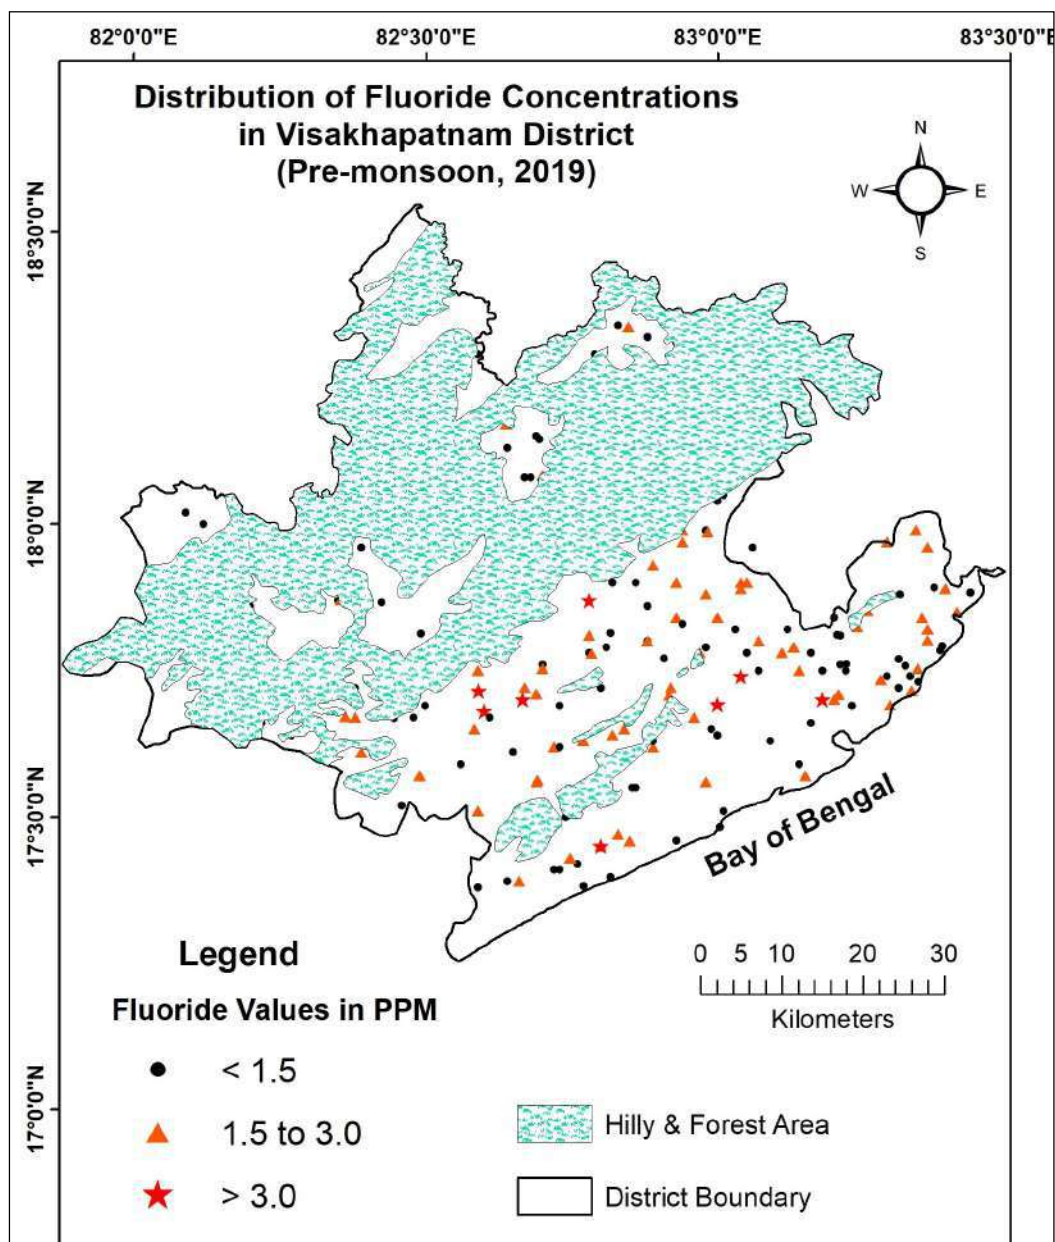 82°0'0"E 82°30'0"E 83°0'0"E 83°30'0"E
Distribution of Fluoride Concentrations
in Visakhapatnam District
(Pre-monsoon, 2019)
N
W E
S
18°30'0"N
18°0'0"N
17°30'0"N
17°0'0"N
Bay of Bengal
Legend
Fluoride Values in PPM
< 1.5
1.5 to 3.0
> 3.0
0 5 10 20 30
Kilometers
Hilly & Forest Area
District Boundary